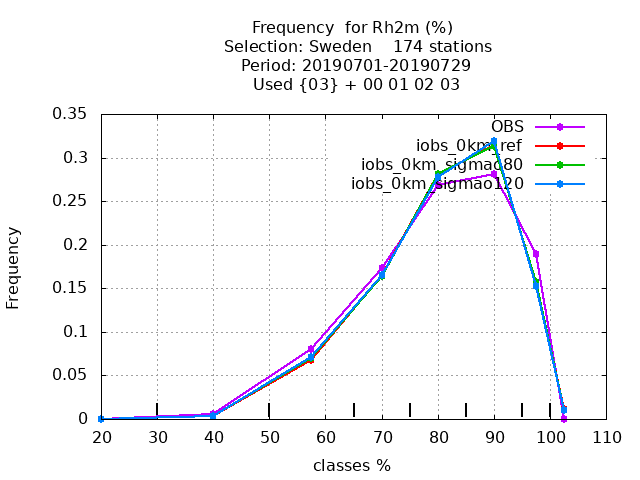 Frequency  for Rh2m (%)
Selection: Sweden    174 stations
Period: 20190701-20190729
Used {03} + 00 01 02 03
OBS
iobs_0km_ref
iobs_0km_sigmao80
iobs_0km_sigmao120
Frequency
0.35
0.3
0.25
0.2
0.15
0.1
0.05
0
20 30 40 50 60 70 80 90 100 110
classes %